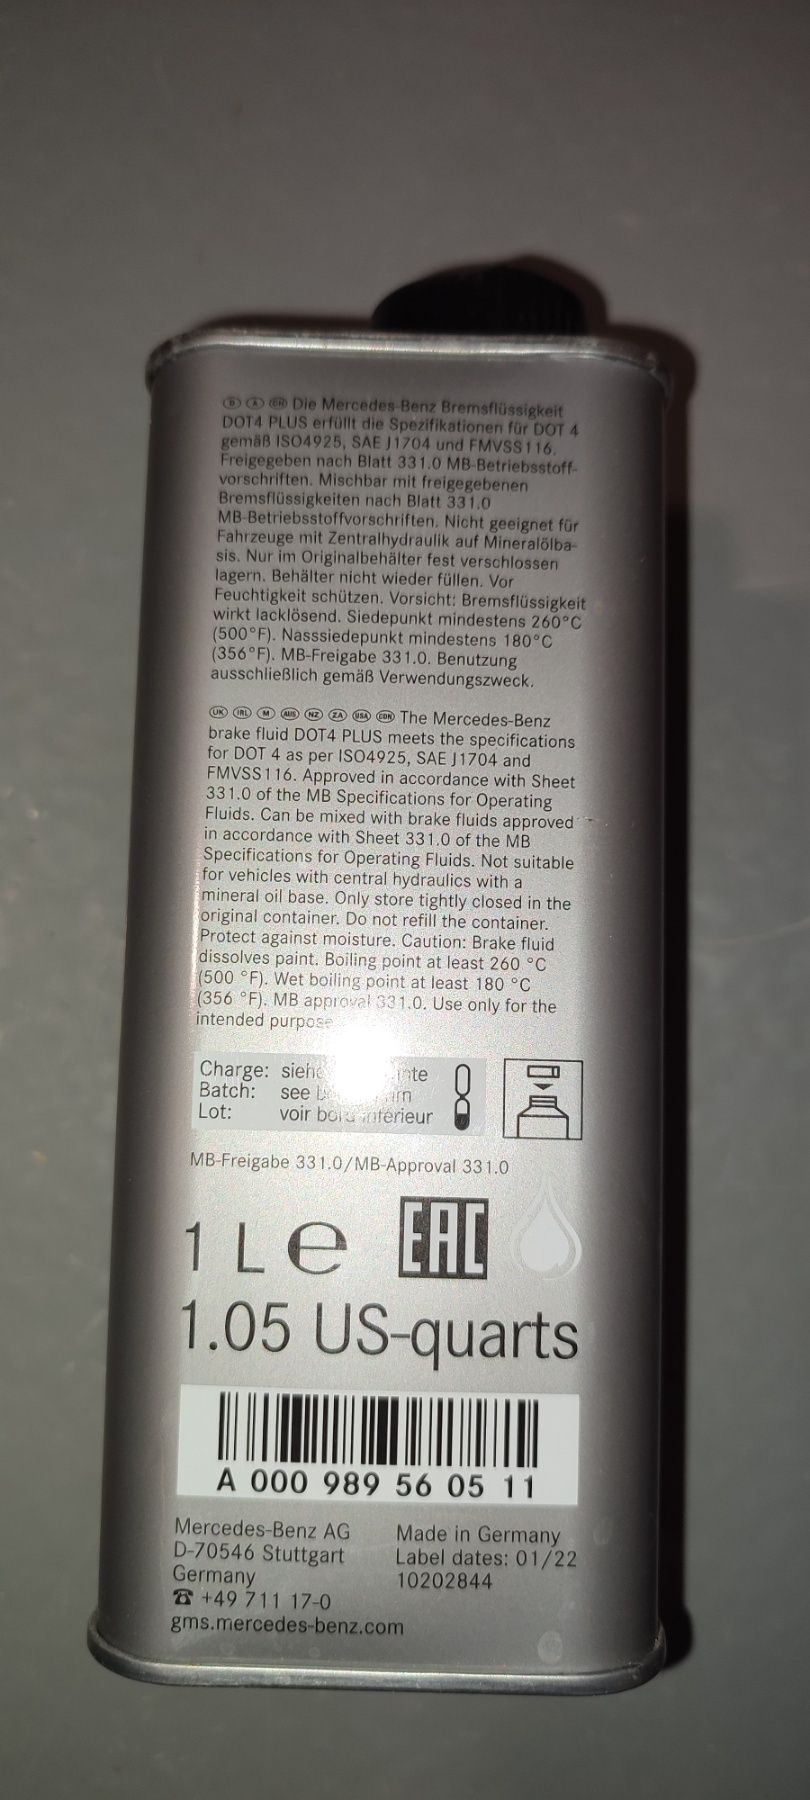 D A CH Die Mercedes-Benz Bremsflüssigkeit
DOT4 PLUS erfüllt die Spezifikationen für DOT 4
gemäß ISO4925, SAE J1704 und FMVSS116.
Freigegeben nach Blatt 331.0 MB-Betriebsstoff-
vorschriften. Mischbar mit freigegebenen
Bremsflüssigkeiten nach Blatt 331.0
MB-Betriebsstoffvorschriften. Nicht geeignet für
Fahrzeuge mit Zentralhydraulik auf Mineralölba-
sis. Nur im Originalbehälter fest verschlossen
lagern. Behälter nicht wieder füllen. Vor
Feuchtigkeit schützen. Vorsicht: Bremsflüssigkeit
wirkt lacklösend. Siedepunkt mindestens 260°C
(500°F). Nasssiedepunkt mindestens 180°C
(356°F). MB-Freigabe 331.0. Benutzung
ausschließlich gemäß Verwendungszweck.
UK IRL M AUS NZ ZA USA CDN The Mercedes-Benz
brake fluid DOT4 PLUS meets the specifications
for DOT 4 as per ISO4925, SAE J1704 and
FMVSS116. Approved in accordance with Sheet
331.0 of the MB Specifications for Operating
Fluids. Can be mixed with brake fluids approved
in accordance with Sheet 331.0 of the MB
Specifications for Operating Fluids. Not suitable
for vehicles with central hydraulics with a
mineral oil base. Only store tightly closed in the
original container. Do not refill the container.
Protect against moisture. Caution: Brake fluid
dissolves paint. Boiling point at least 260 °C
(500 °F). Wet boiling point at least 180 °C
(356 °F). MB approval 331.0. Use only for the
intended purpose
Charge: siehe
Batch: see
Lot: voir bord inférieur
MB-Freigabe 331.0/MB-Approval 331.0
1 L e EAC
1.05 US-quarts
A 000 989 56 05 11
Mercedes-Benz AG
D-70546 Stuttgart
Germany
☎ +49 711 17-0
gms.mercedes-benz.com
Made in Germany
Label dates: 01/22
10202844